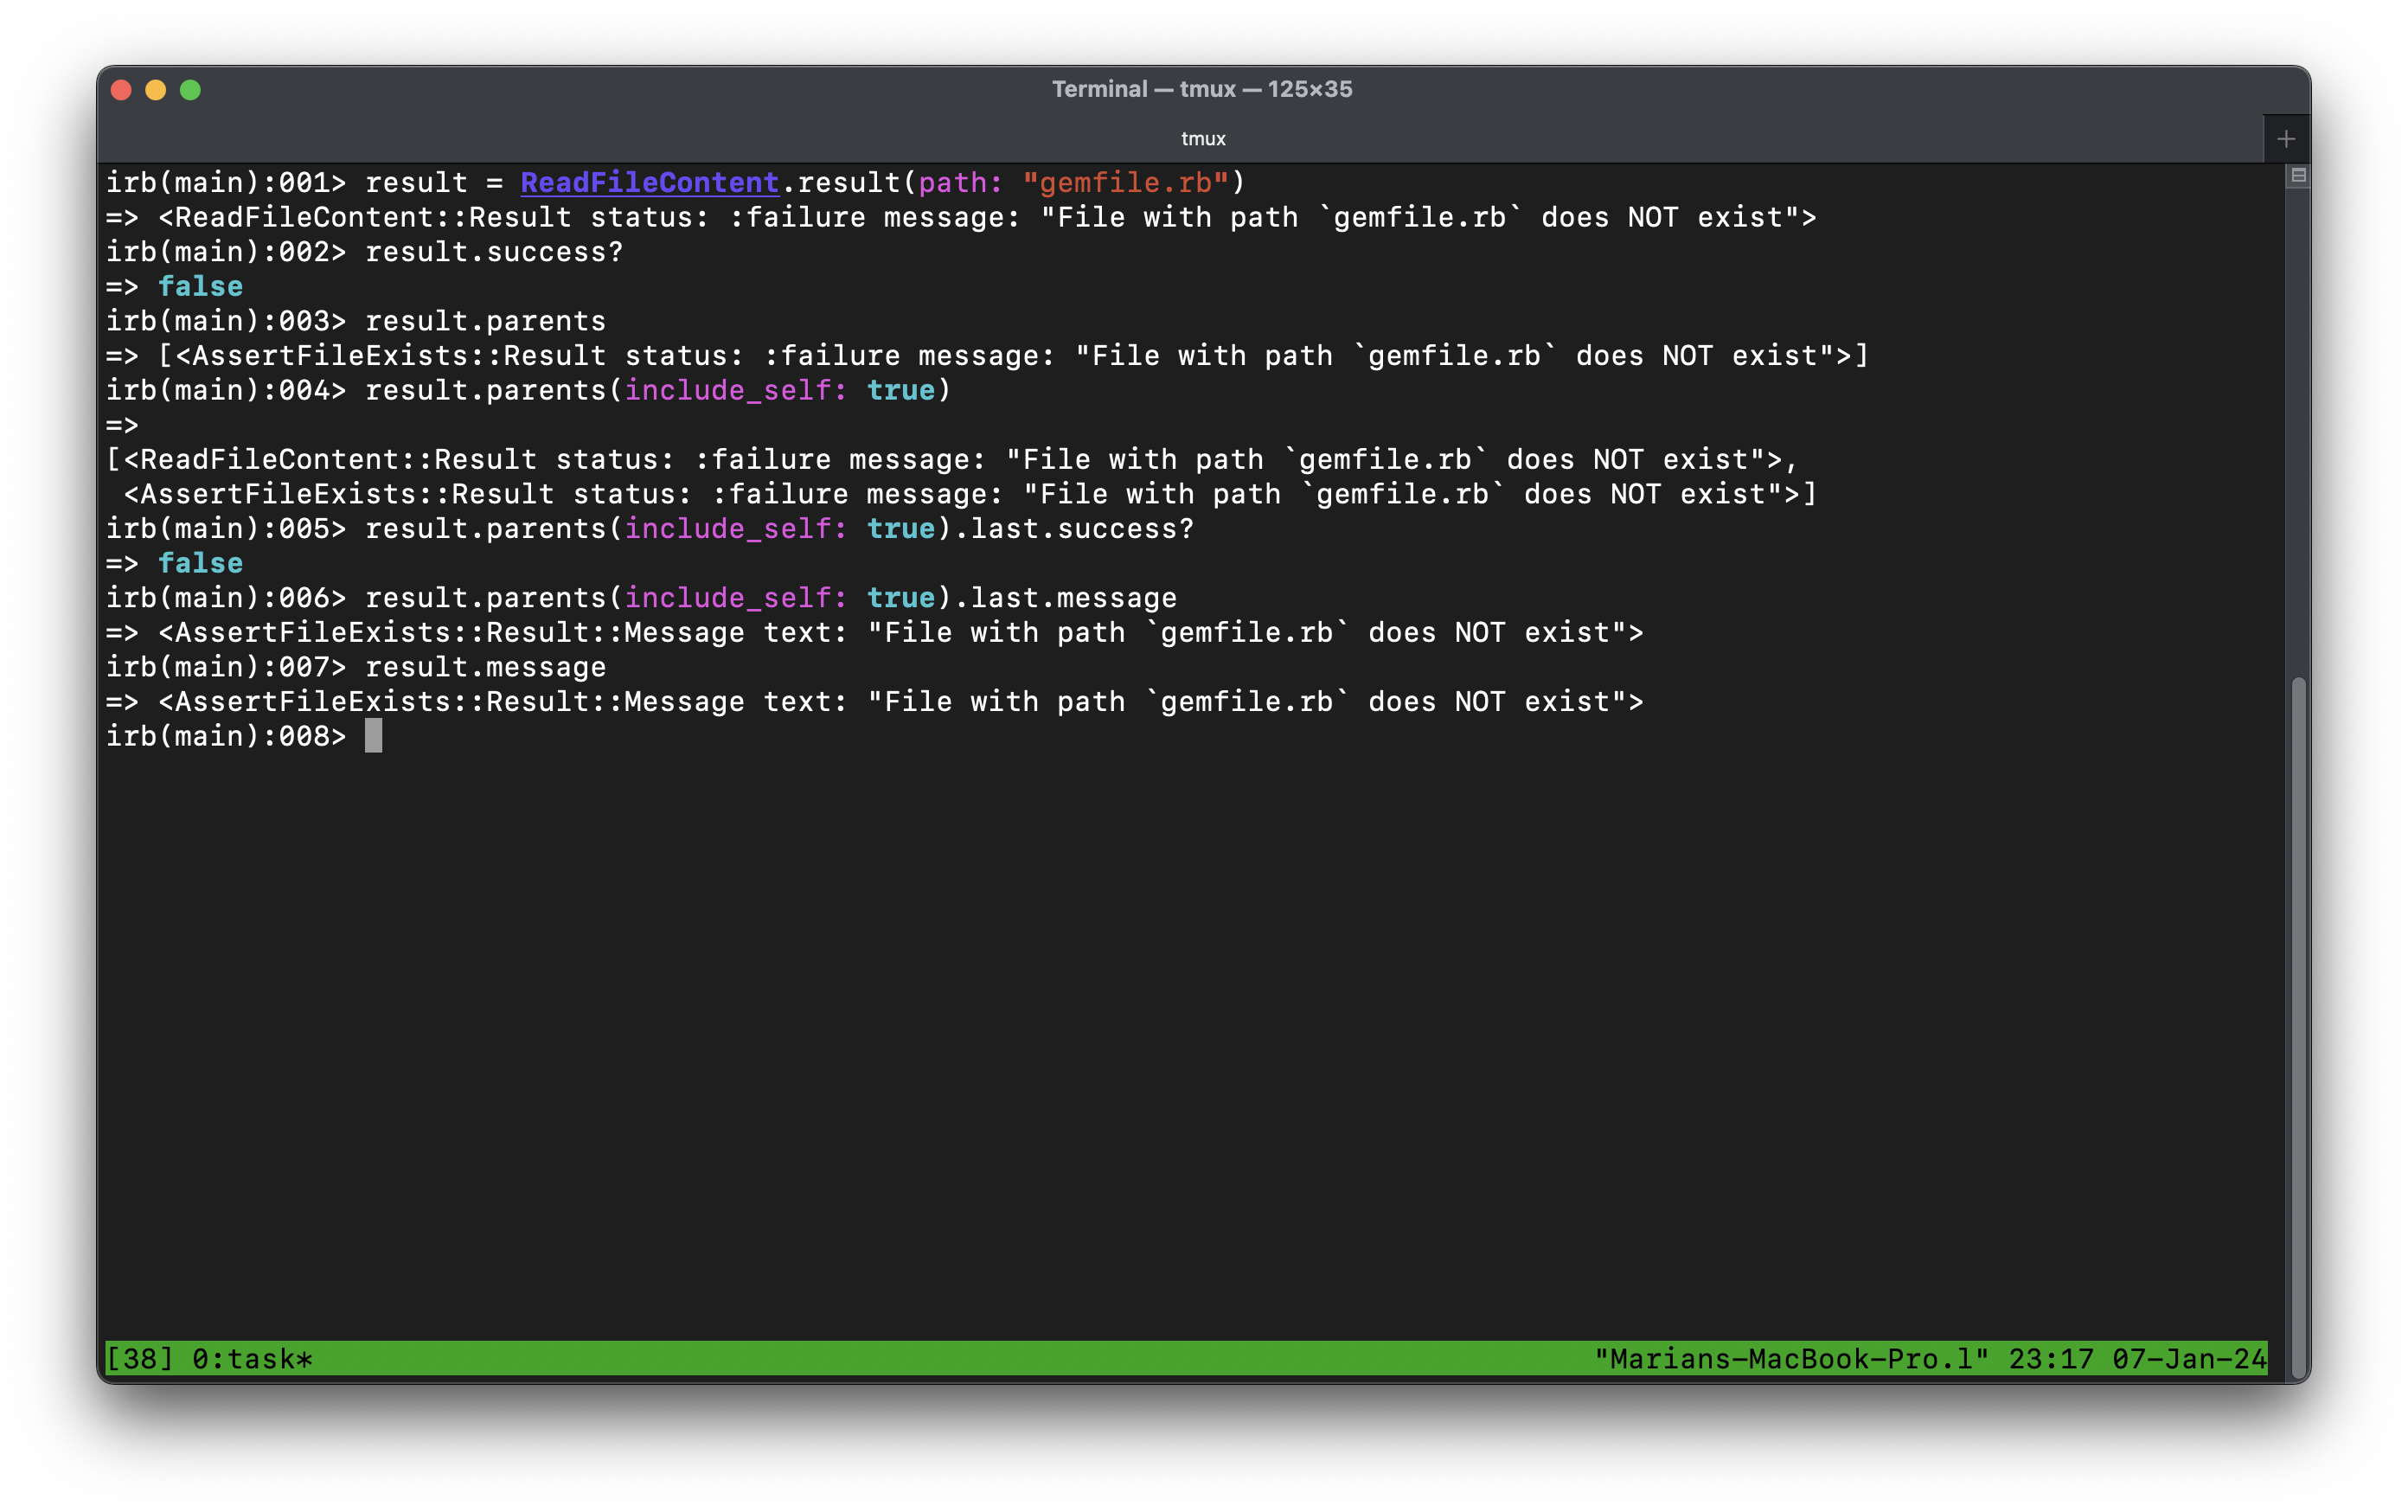 Terminal — tmux — 125×35
tmux
irb(main):001> result = ReadFileContent.result(path: "gemfile.rb")
=> <ReadFileContent::Result status: :failure message: "File with path `gemfile.rb` does NOT exist">
irb(main):002> result.success?
=> false
irb(main):003> result.parents
=> [<AssertFileExists::Result status: :failure message: "File with path `gemfile.rb` does NOT exist">]
irb(main):004> result.parents(include_self: true)
=>
[<ReadFileContent::Result status: :failure message: "File with path `gemfile.rb` does NOT exist">,
 <AssertFileExists::Result status: :failure message: "File with path `gemfile.rb` does NOT exist">]
irb(main):005> result.parents(include_self: true).last.success?
=> false
irb(main):006> result.parents(include_self: true).last.message
=> <AssertFileExists::Result::Message text: "File with path `gemfile.rb` does NOT exist">
irb(main):007> result.message
=> <AssertFileExists::Result::Message text: "File with path `gemfile.rb` does NOT exist">
irb(main):008>
[38] 0:task* "Marians-MacBook-Pro.l" 23:17 07-Jan-24